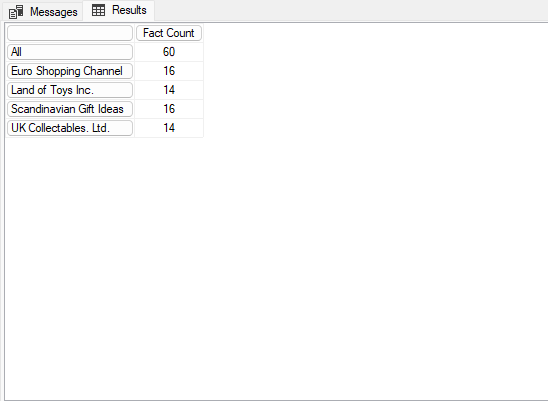 Messages Results
Fact Count
All 60
Euro Shopping Channel 16
Land of Toys Inc. 14
Scandinavian Gift Ideas 16
UK Collectables. Ltd. 14